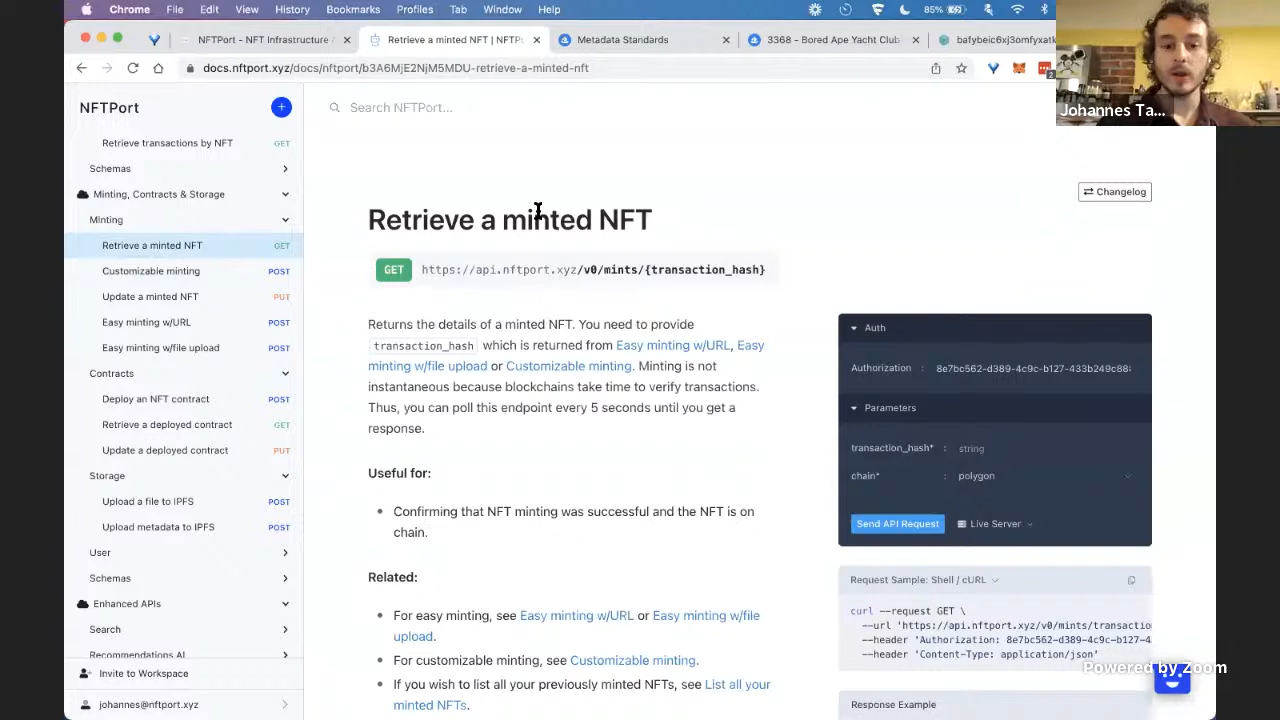 Edit View History Bookmarks Profiles Tab Window Help 85%
NFTPort - NFT Infrastructure /
Retrieve a minted NFT | NFTPo
Metadata Standards
3368 - Bored Ape Yacht Club
bafybeic6xj3omfyxatk
docs.nftport.xyz/docs/nftport/b3A6MjE2NjM5MDU-retrieve-a-minted-nft
2
Johannes Ta...
NFTPort
Search NFTPort...
Retrieve transactions by NFT GET
Schemas
Minting, Contracts & Storage
Minting
Retrieve a minted NFT GET
Customizable minting POST
Update a minted NFT PUT
Easy minting w/URL POST
Easy minting w/file upload POST
Contracts
Deploy an NFT contract POST
Retrieve a deployed contract GET
Update a deployed contract PUT
Storage
Upload a file to IPFS POST
Upload metadata to IPFS POST
User
Schemas
Enhanced APIs
Search
Recommendations AI
Invite to Workspace
johannes@nftport.xyz
Changelog
Retrieve a minted NFT
GET https://api.nftport.xyz/v0/mints/{transaction_hash}
Returns the details of a minted NFT. You need to provide
transaction_hash which is returned from Easy minting w/URL, Easy
minting w/file upload or Customizable minting. Minting is not
instantaneous because blockchains take time to verify transactions.
Thus, you can poll this endpoint every 5 seconds until you get a
response.
Useful for:
Confirming that NFT minting was successful and the NFT is on
chain.
Related:
For easy minting, see Easy minting w/URL or Easy minting w/file
upload.
For customizable minting, see Customizable minting.
If you wish to list all your previously minted NFTs, see List all your
minted NFTs.
Auth
Authorization : 8e7bc562-d389-4c9c-b127-433b249c88
Parameters
transaction_hash* : string
chain* : polygon
Send API Request Live Server
Request Sample: Shell / cURL
curl --request GET \
--url 'https://api.nftport.xyz/v0/mints/transaction
--header 'Authorization: 8e7bc562-d389-4c9c-b127-4
--header 'Content-Type: application/json'
Powered by Zoom
Response Example